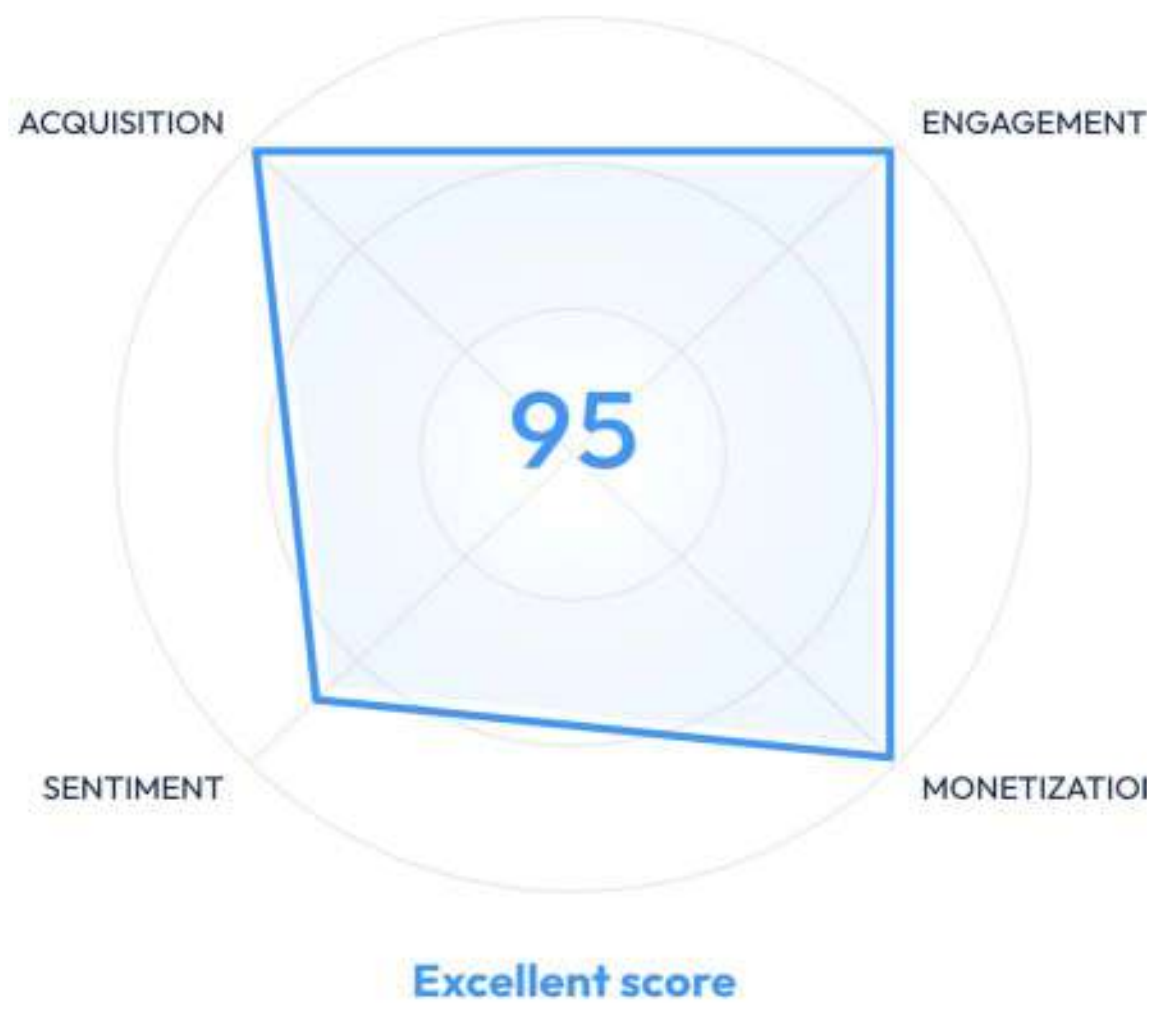 ACQUISITION
ENGAGEMENT
95
SENTIMENT
MONETIZATIO
Excellent score